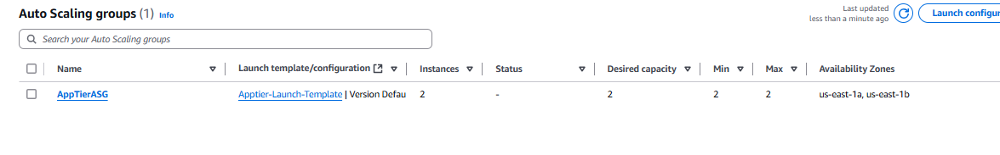 Auto Scaling groups (1) Info
Last updated
less than a minute ago
Launch configur
Search your Auto Scaling groups
Name Launch template/configuration Instances Status Desired capacity Min Max Availability Zones
AppTierASG Apptier-Launch-Template | Version Defau 2 - 2 2 2 us-east-1a, us-east-1b